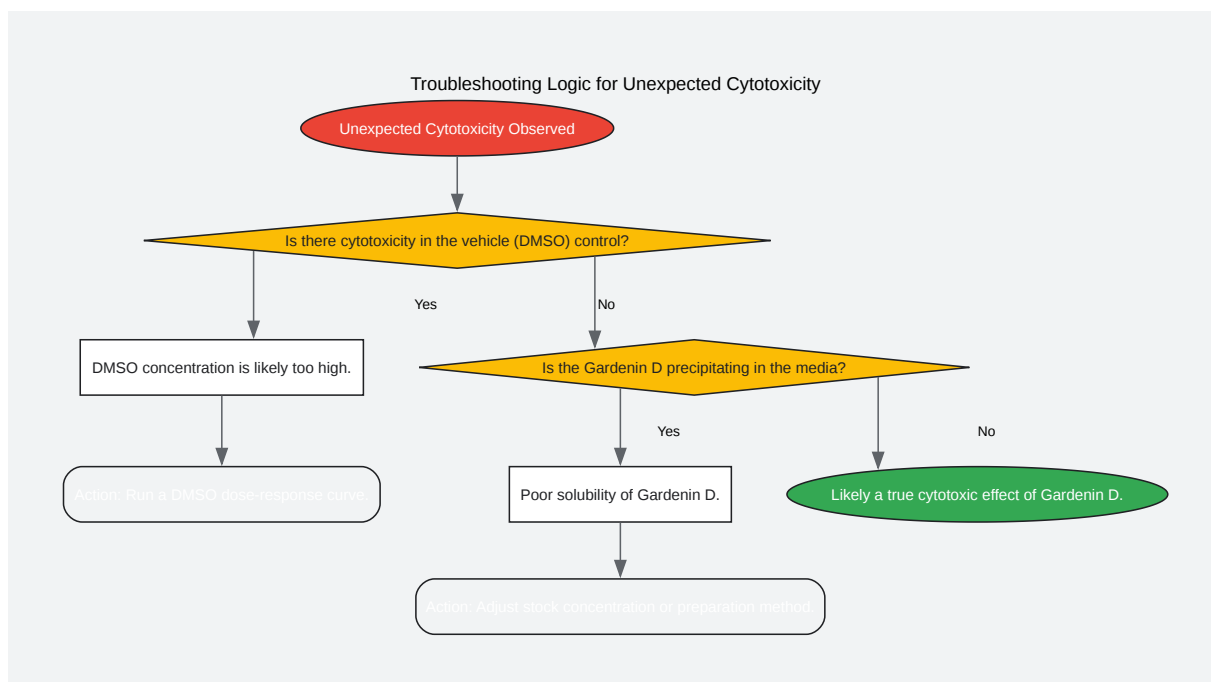 Troubleshooting Logic for Unexpected Cytotoxicity
Unexpected Cytotoxicity Observed
Is there cytotoxicity in the vehicle (DMSO) control?
Yes
No
DMSO concentration is likely too high.
Is the Gardenin D precipitating in the media?
Yes
No
Action: Run a DMSO dose-response curve.
Poor solubility of Gardenin D.
Likely a true cytotoxic effect of Gardenin D.
Action: Adjust stock concentration or preparation method.